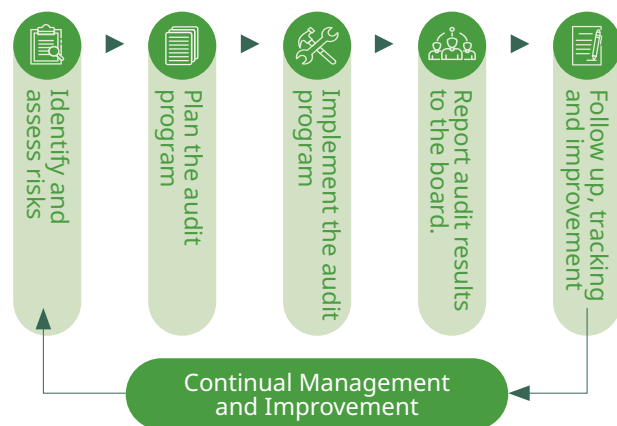 Identify and
assess risks
Plan the audit
program
Implement the audit
program
Report audit results
to the board.
Follow up, tracking
and improvement
Continual Management
and Improvement